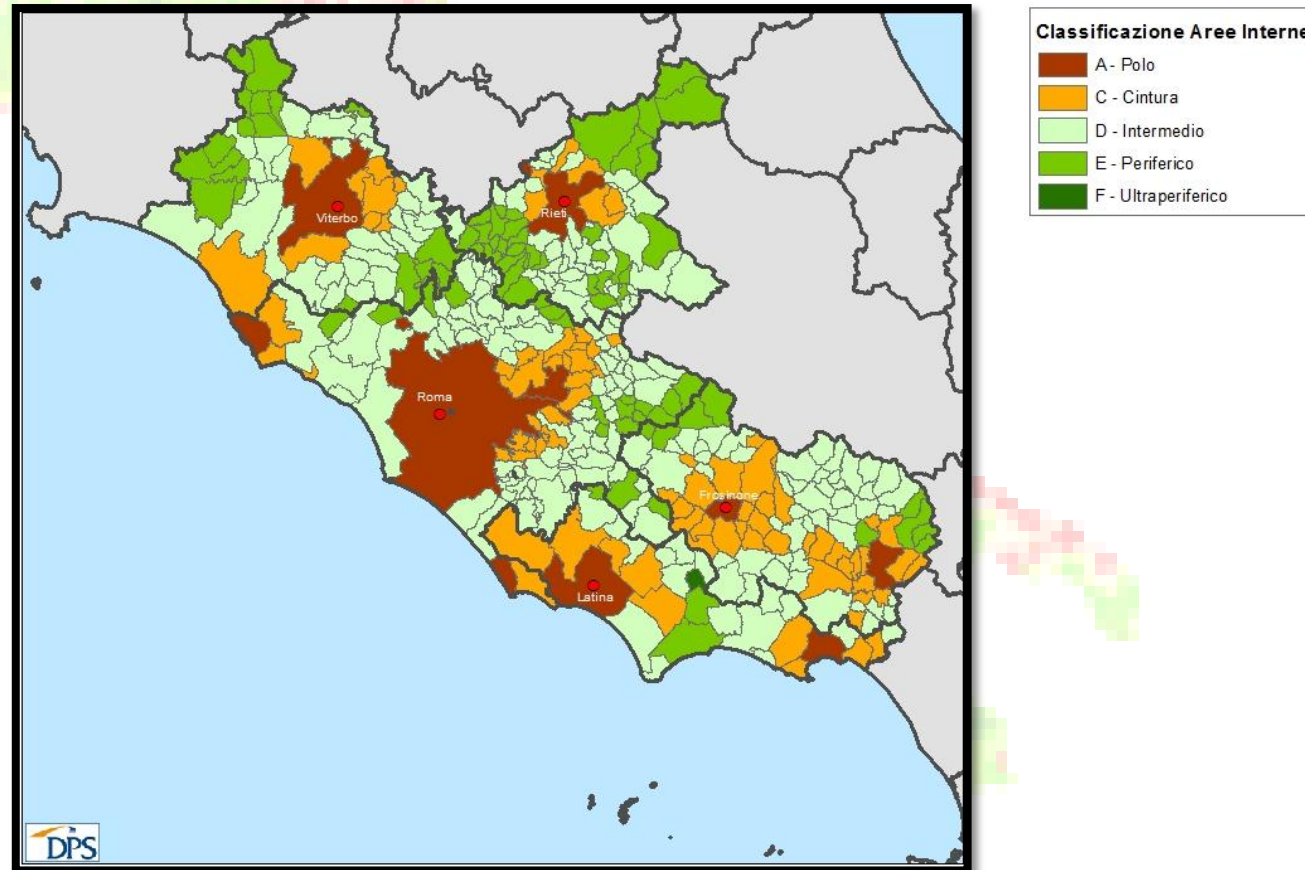 Classificazione Aree Interne
A - Polo
C - Cintura
D - Intermedio
E - Periferico
F - Ultraperiferico
Viterbo
Rieti
Roma
Frosinone
Latina
DPS